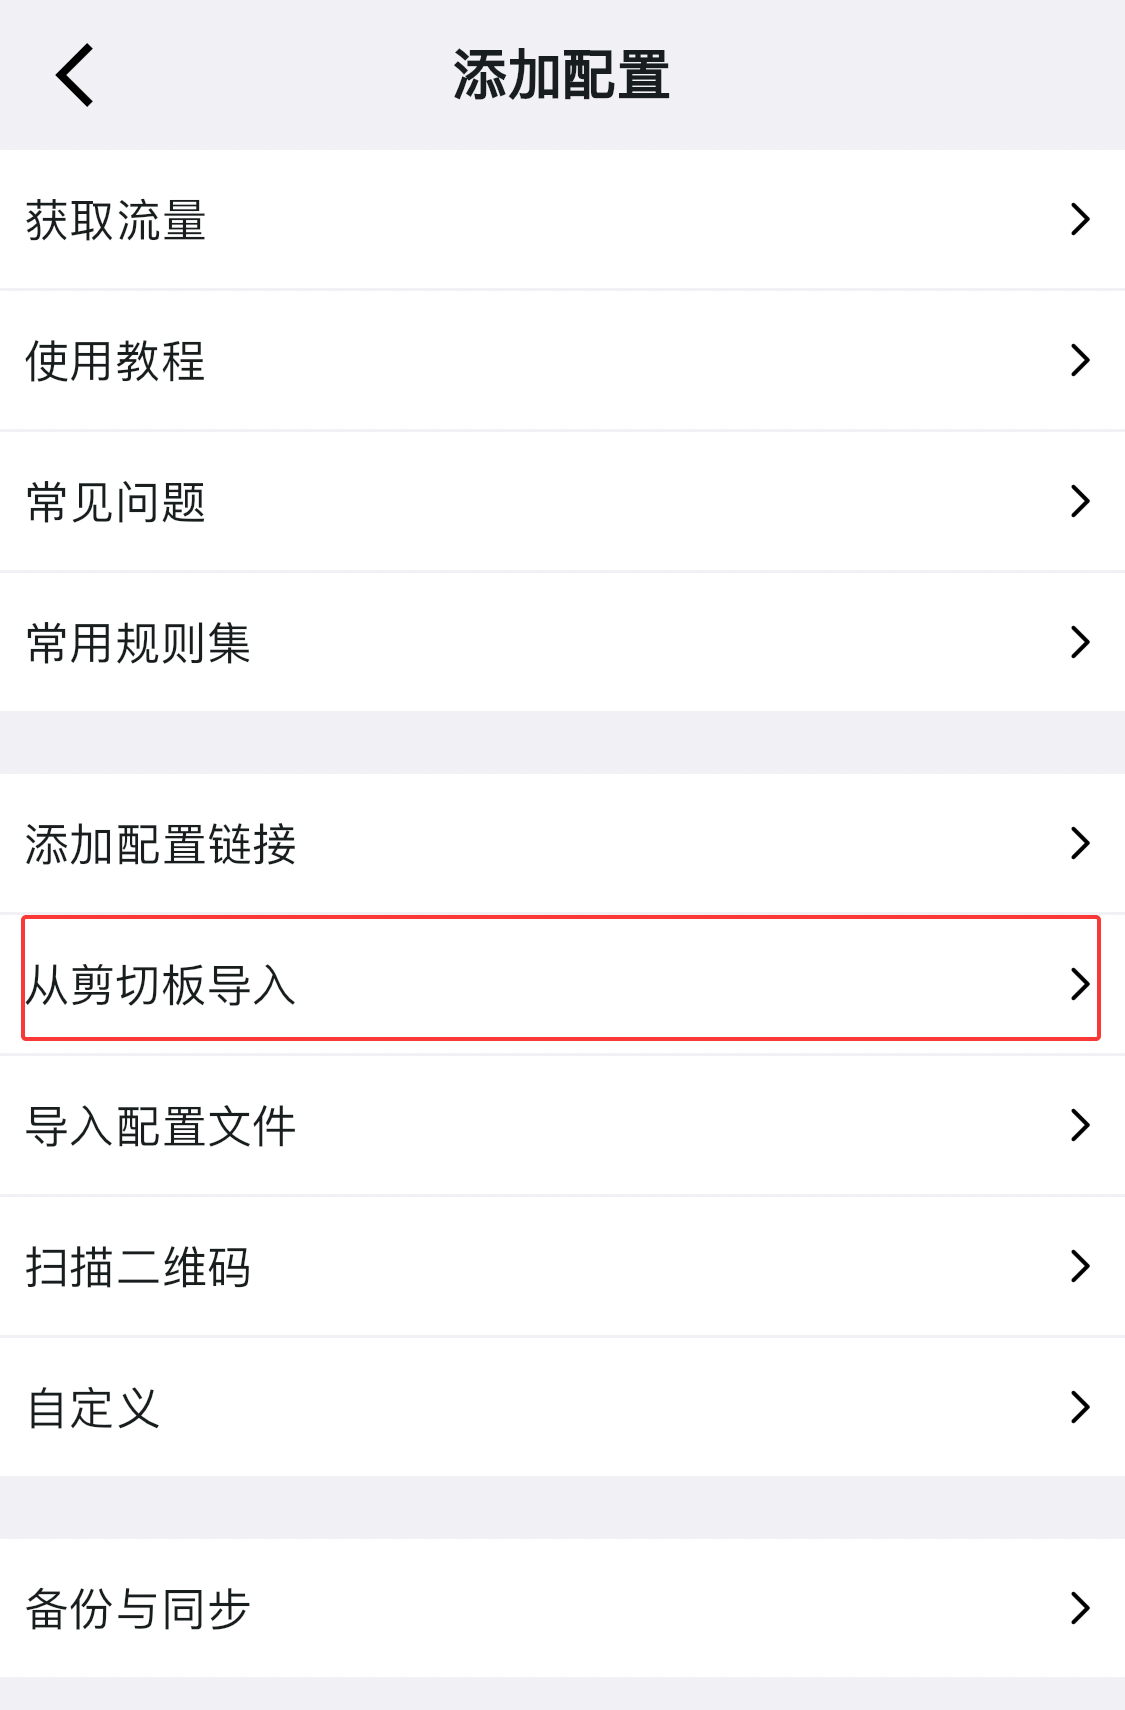 添加配置
获取流量
使用教程
常见问题
常用规则集
添加配置链接
从剪切板导入
导入配置文件
扫描二维码
自定义
备份与同步